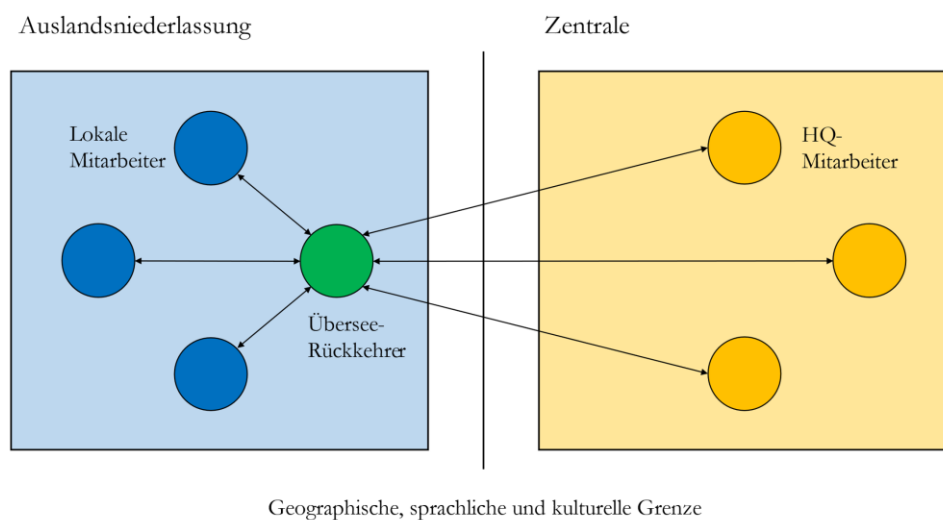 Auslandsniederlassung
Zentrale
Lokale
Mitarbeiter
HQ-
Mitarbeiter
Übersee-
Rückkehrer
Geographische, sprachliche und kulturelle Grenze